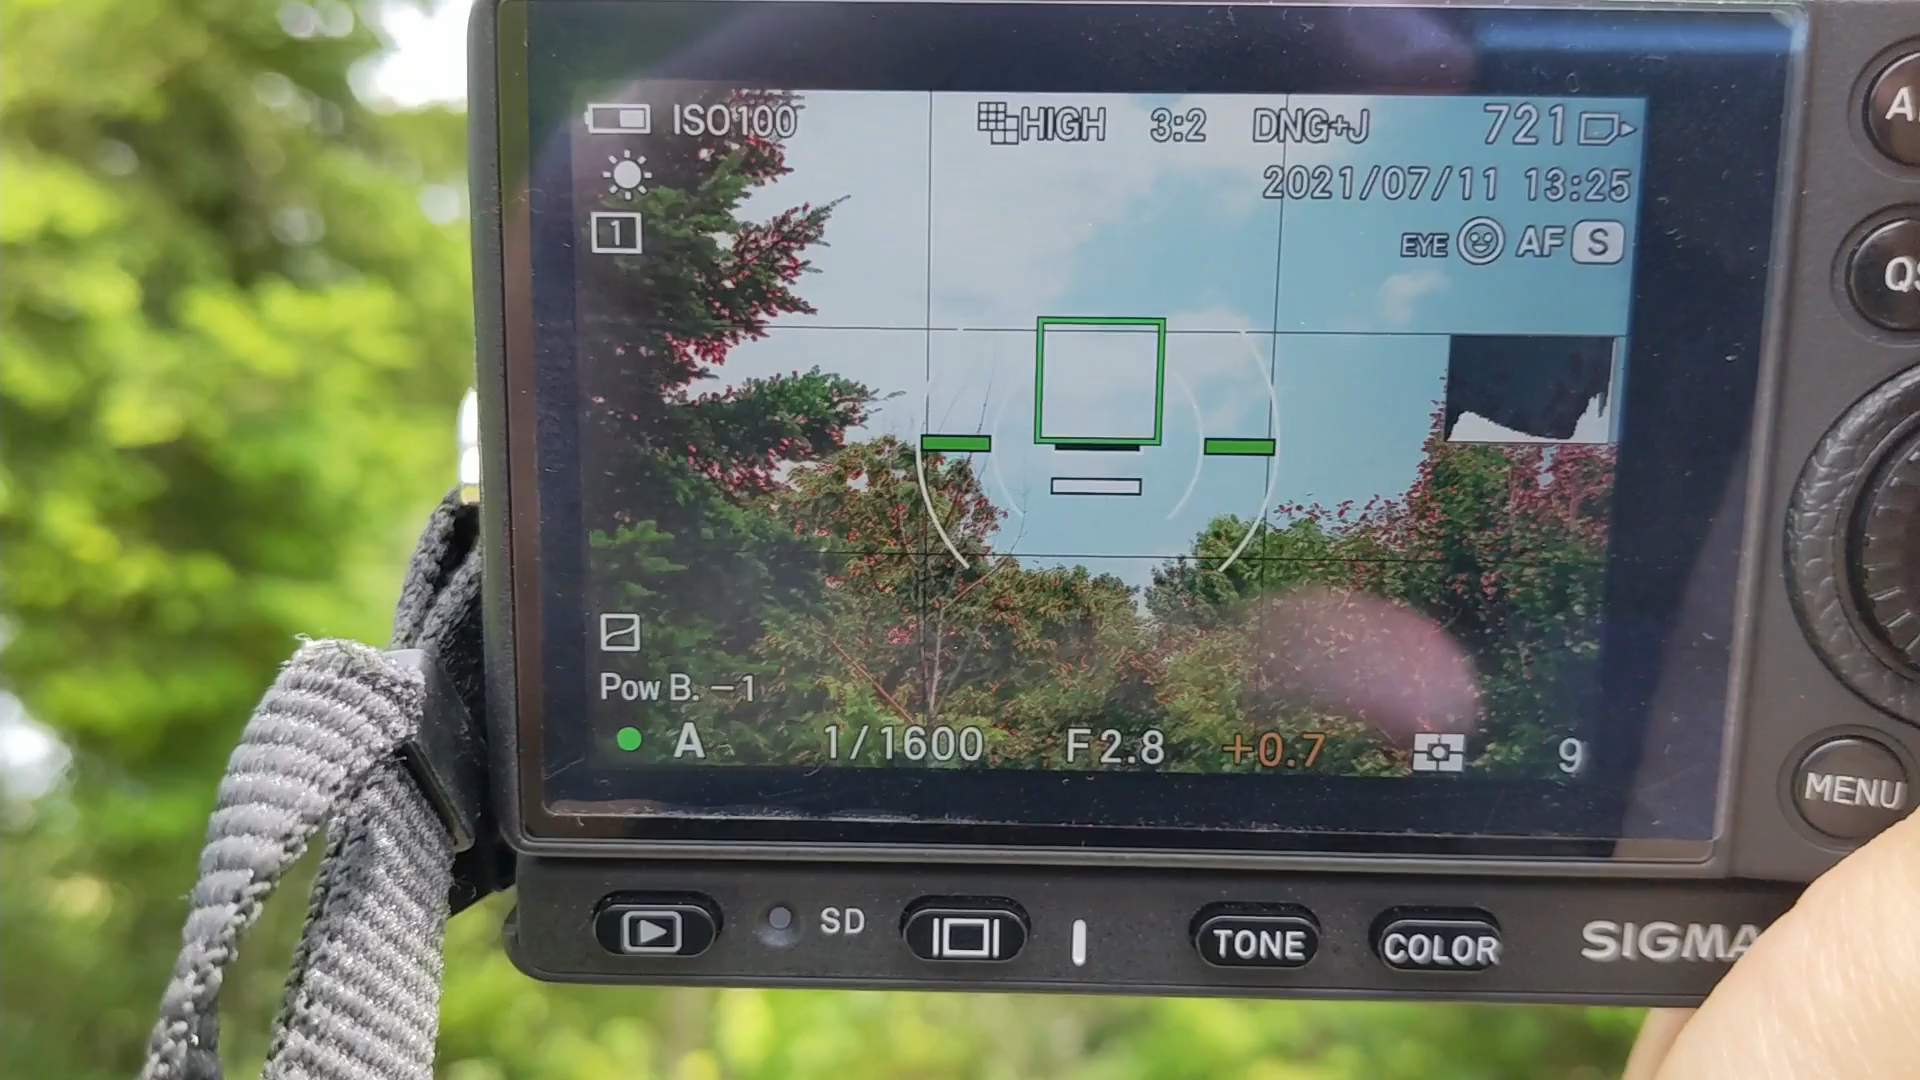 ISO100 HIGH 3:2 DNG+J 721
2021/07/11 13:25
1
EYE AF S
Pow B. −1
A 1/1600 F2.8 +0.7 9
MENU
SD TONE COLOR SIGMA